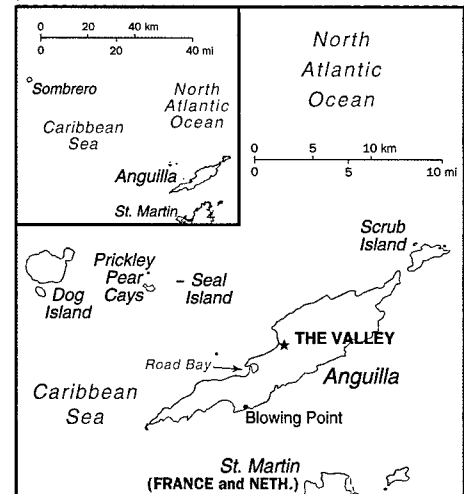 0 20 40 km
0 20 40 mi
Sombrero
North
Atlantic
Ocean
Caribbean
Sea
Anguilla
St. Martin
North
Atlantic
Ocean
0 5 10 km
0 5 10 mi
Scrub
Island
Prickley
Pear
Cays
Seal
Island
Dog
Island
THE VALLEY
Road Bay
Anguilla
Caribbean
Sea
Blowing Point
St. Martin
(FRANCE and NETH.)